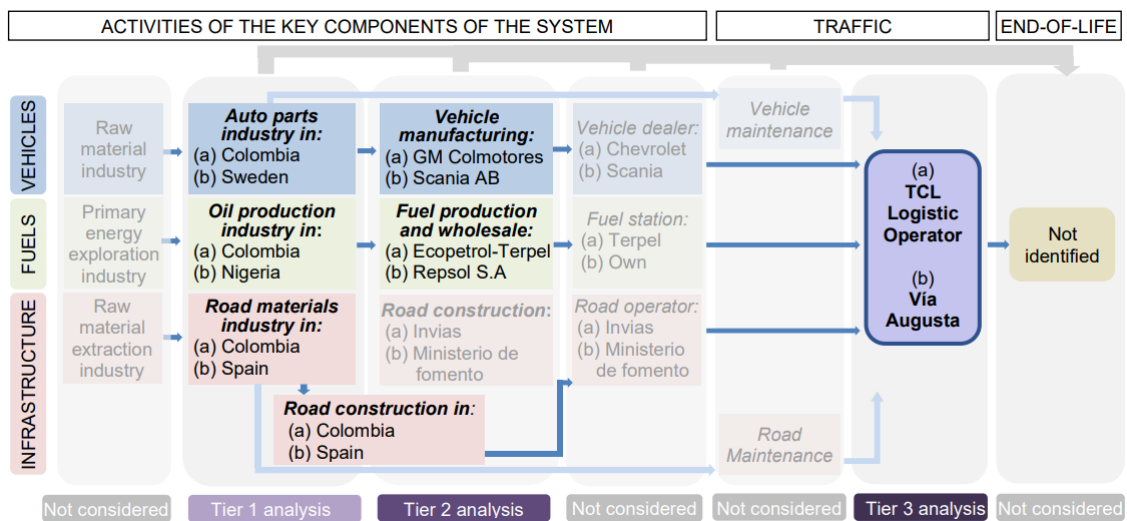 ACTIVITIES OF THE KEY COMPONENTS OF THE SYSTEM
TRAFFIC
END-OF-LIFE
VEHICLES
Raw
material
industry
Auto parts
industry in:
(a) Colombia
(b) Sweden
Vehicle
manufacturing:
(a) GM Colmotores
(b) Scania AB
Vehicle dealer:
(a) Chevrolet
(b) Scania
Vehicle
maintenance
FUELS
Primary
energy
exploration
industry
Oil production
industry in:
(a) Colombia
(b) Nigeria
Fuel production
and wholesale:
(a) Ecopetrol-Terpel
(b) Repsol S.A
Fuel station:
(a) Terpel
(b) Own
(a)
TCL
Logistic
Operator
(b)
Vía
Augusta
Not
identified
INFRASTRUCTURE
Raw
material
extraction
industry
Road materials
industry in:
(a) Colombia
(b) Spain
Road construction:
(a) Invias
(b) Ministerio de
fomento
Road operator:
(a) Invias
(b) Ministerio
de fomento
Road construction in:
(a) Colombia
(b) Spain
Road
Maintenance
Not considered
Tier 1 analysis
Tier 2 analysis
Not considered
Not considered
Tier 3 analysis
Not considered